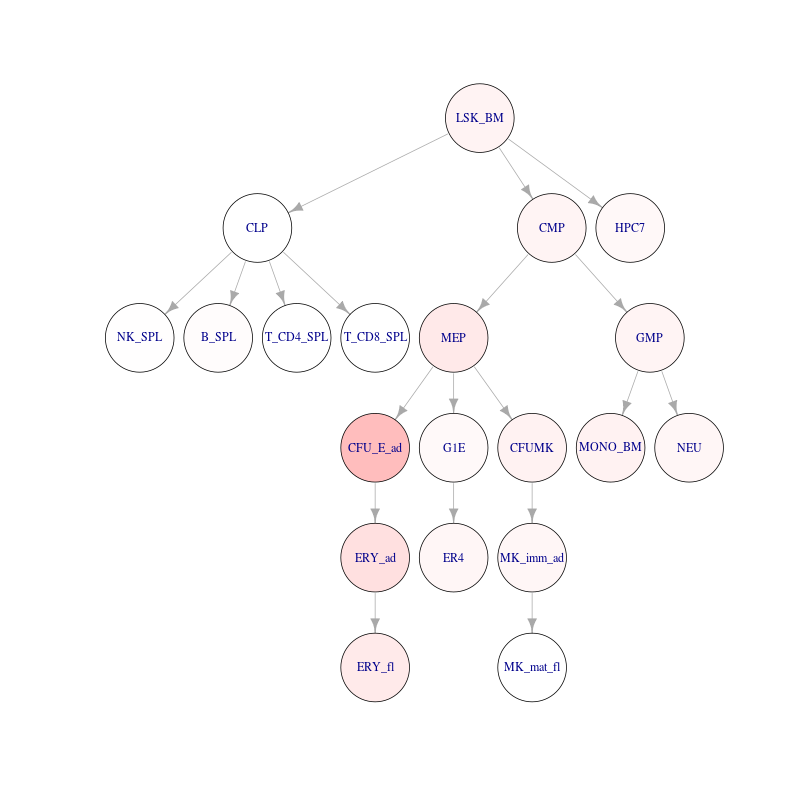 LSK_BM
CLP
CMP
HPC7
NK_SPL
B_SPL
T_CD4_SPL
T_CD8_SPL
MEP
GMP
CFU_E_ad
G1E
CFUMK
MONO_BM
NEU
ERY_ad
ER4
MK_imm_ad
ERY_fl
MK_mat_fl